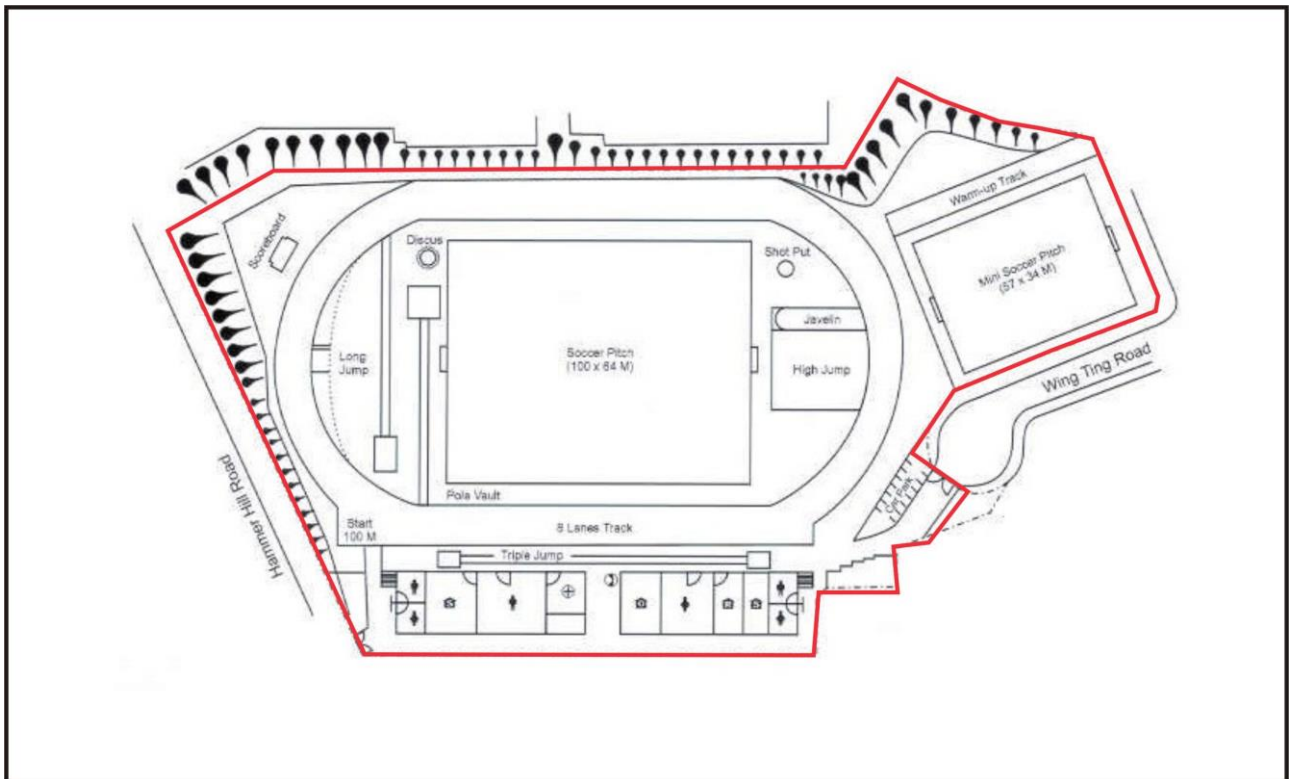 Warm-up Track
Scoreboard
Discus
Shot Put
Mini Soccer Pitch
(57 x 34 M)
Javelin
Long
Jump
Soccer Pitch
(100 x 64 M)
High Jump
Wing Ting Road
Hammer Hill Road
Pole Vault
Car Park
Start
100 M
8 Lanes Track
Triple Jump